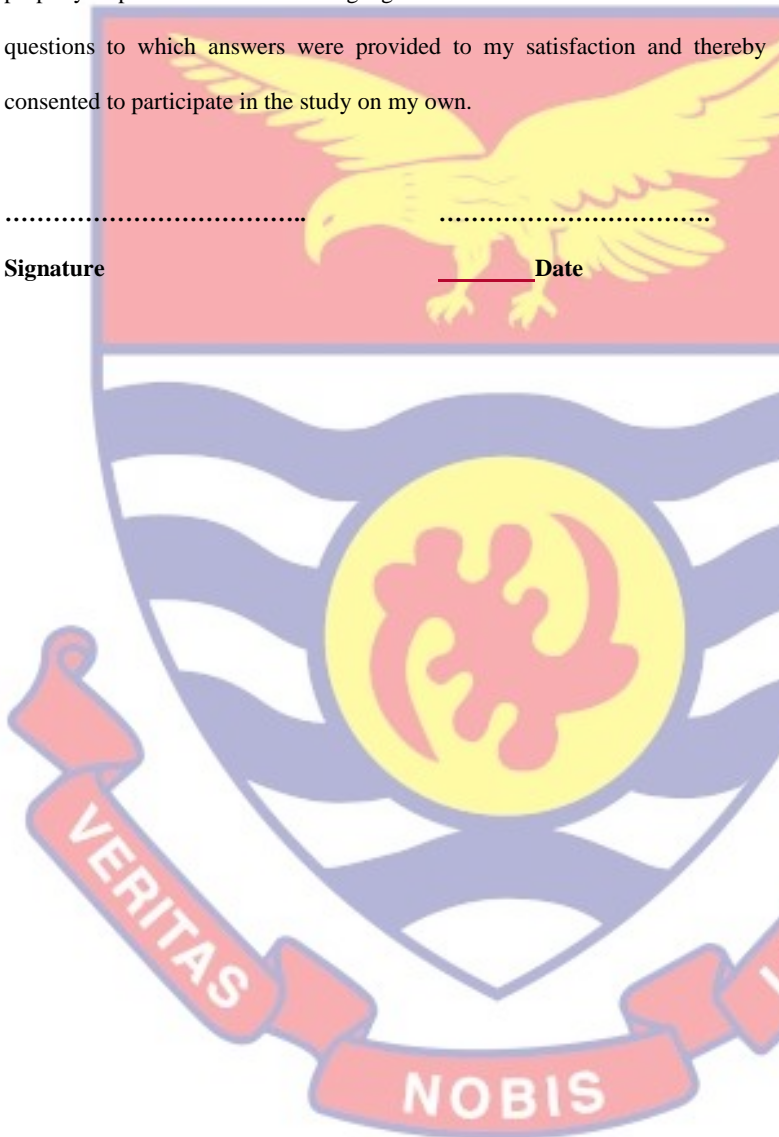 questions to which answers were provided to my satisfaction and thereby
consented to participate in the study on my own.
……………………………….. …………………………….
Signature Date
VERITAS
NOBIS